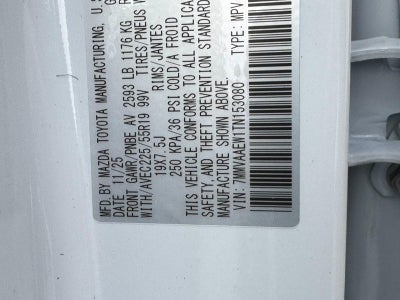 MFD. BY MAZDA TOYOTA MANUFACTURING, U.S
DATE: 11/25
FRONT GAWR/PNBE AV 2593 LB 1176 KG
WITH/AVEC225/55R19 99V TIRES/PNEUS
19X7.5J RIMS/JANTES
250 KPA/36 PSI COLD/A FROID
THIS VEHICLE CONFORMS TO ALL APPLICABL
SAFETY AND THEFT PREVENTION STANDARD
MANUFACTURE SHOWN ABOVE.
VIN: 7MMVAAEN1TN153080 TYPE: MPV